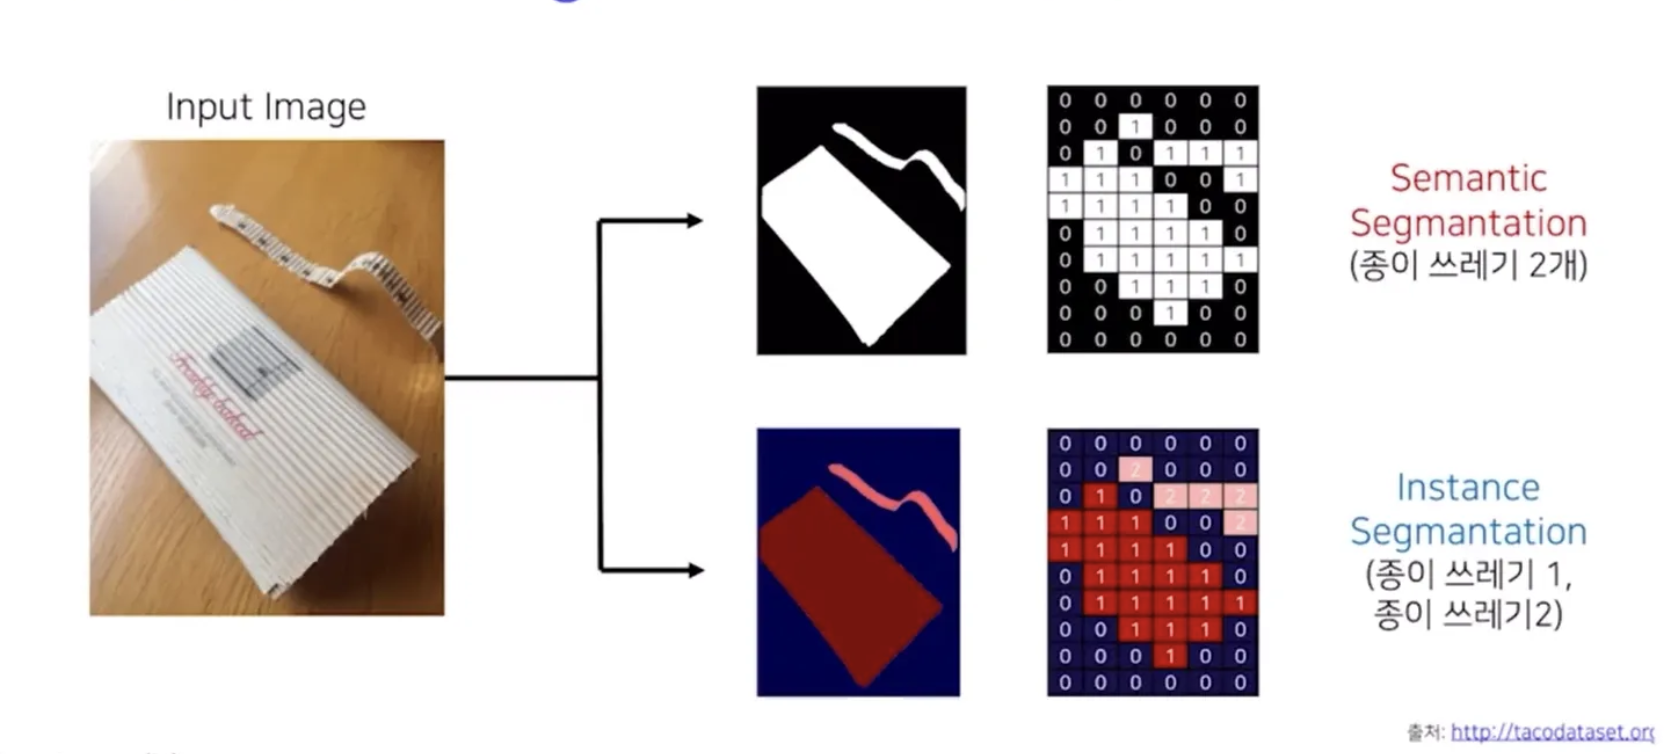 Input Image
Freshly baked
0 0 0 0 0 0
0 0 1 0 0 0
0 1 0 1 1 1
1 1 1 0 0 1
1 1 1 1 0 0
0 1 1 1 1 0
0 1 1 1 1 1
0 0 1 1 1 0
0 0 0 1 0 0
0 0 0 0 0 0
Semantic
Segmantation
(종이 쓰레기 2개)
0 0 0 0 0 0
0 0 2 0 0 0
0 1 0 2 2 2
1 1 1 0 0 2
1 1 1 1 0 0
0 1 1 1 1 0
0 1 1 1 1 1
0 0 1 1 1 0
0 0 0 1 0 0
0 0 0 0 0 0
Instance
Segmantation
(종이 쓰레기 1,
종이 쓰레기2)
출처: http://tacodataset.org